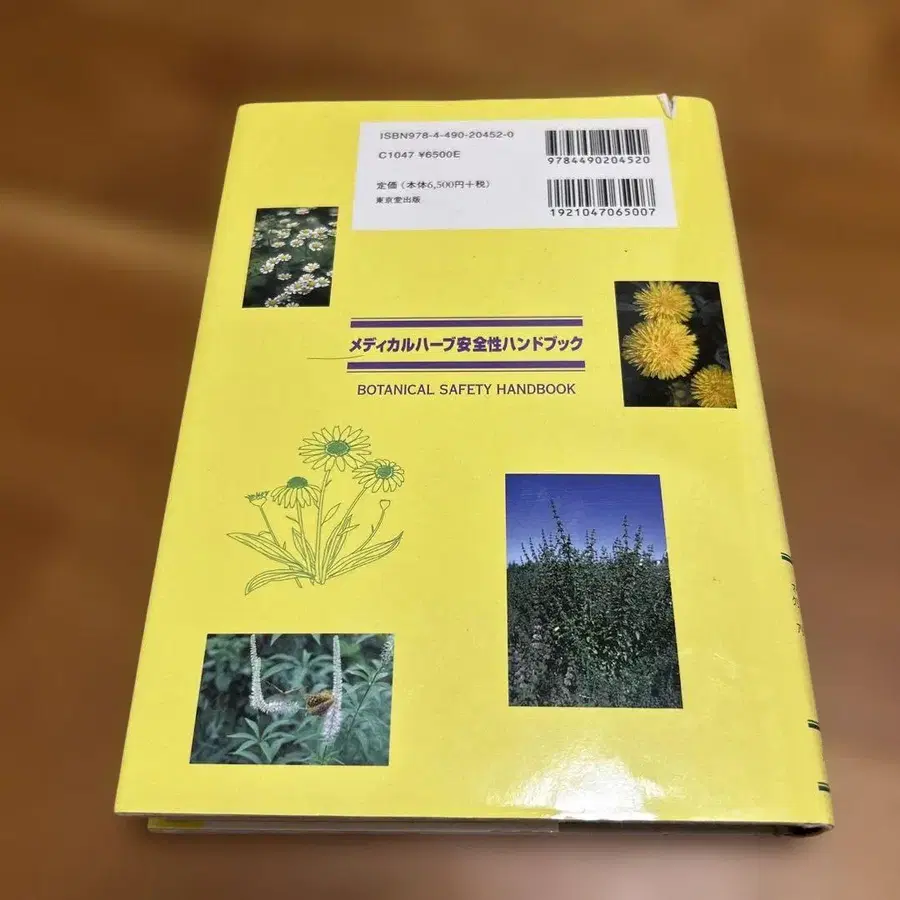 ISBN978-4-490-20452-0
C1047 ¥6500E
定価(本体6,500円+税)
東京堂出版
9784490204520
1921047065007
メディカルハーブ安全性ハンドブック
BOTANICAL SAFETY HANDBOOK